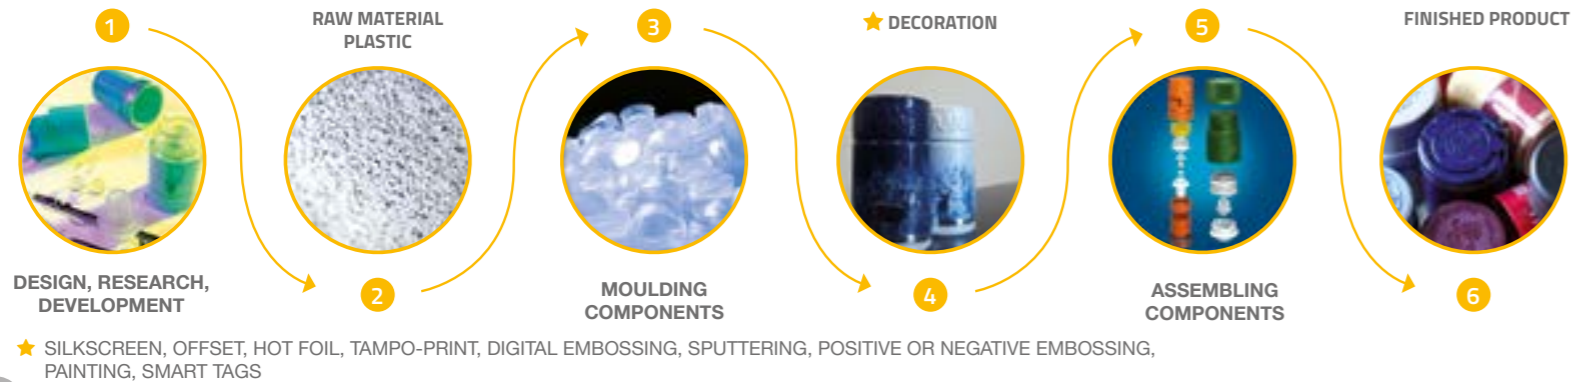 1
DESIGN, RESEARCH,
DEVELOPMENT
RAW MATERIAL
PLASTIC
2
3
MOULDING
COMPONENTS
DECORATION
4
5
ASSEMBLING
COMPONENTS
FINISHED PRODUCT
6
SILKSCREEN, OFFSET, HOT FOIL, TAMPO-PRINT, DIGITAL EMBOSSING, SPUTTERING, POSITIVE OR NEGATIVE EMBOSSING,
PAINTING, SMART TAGS